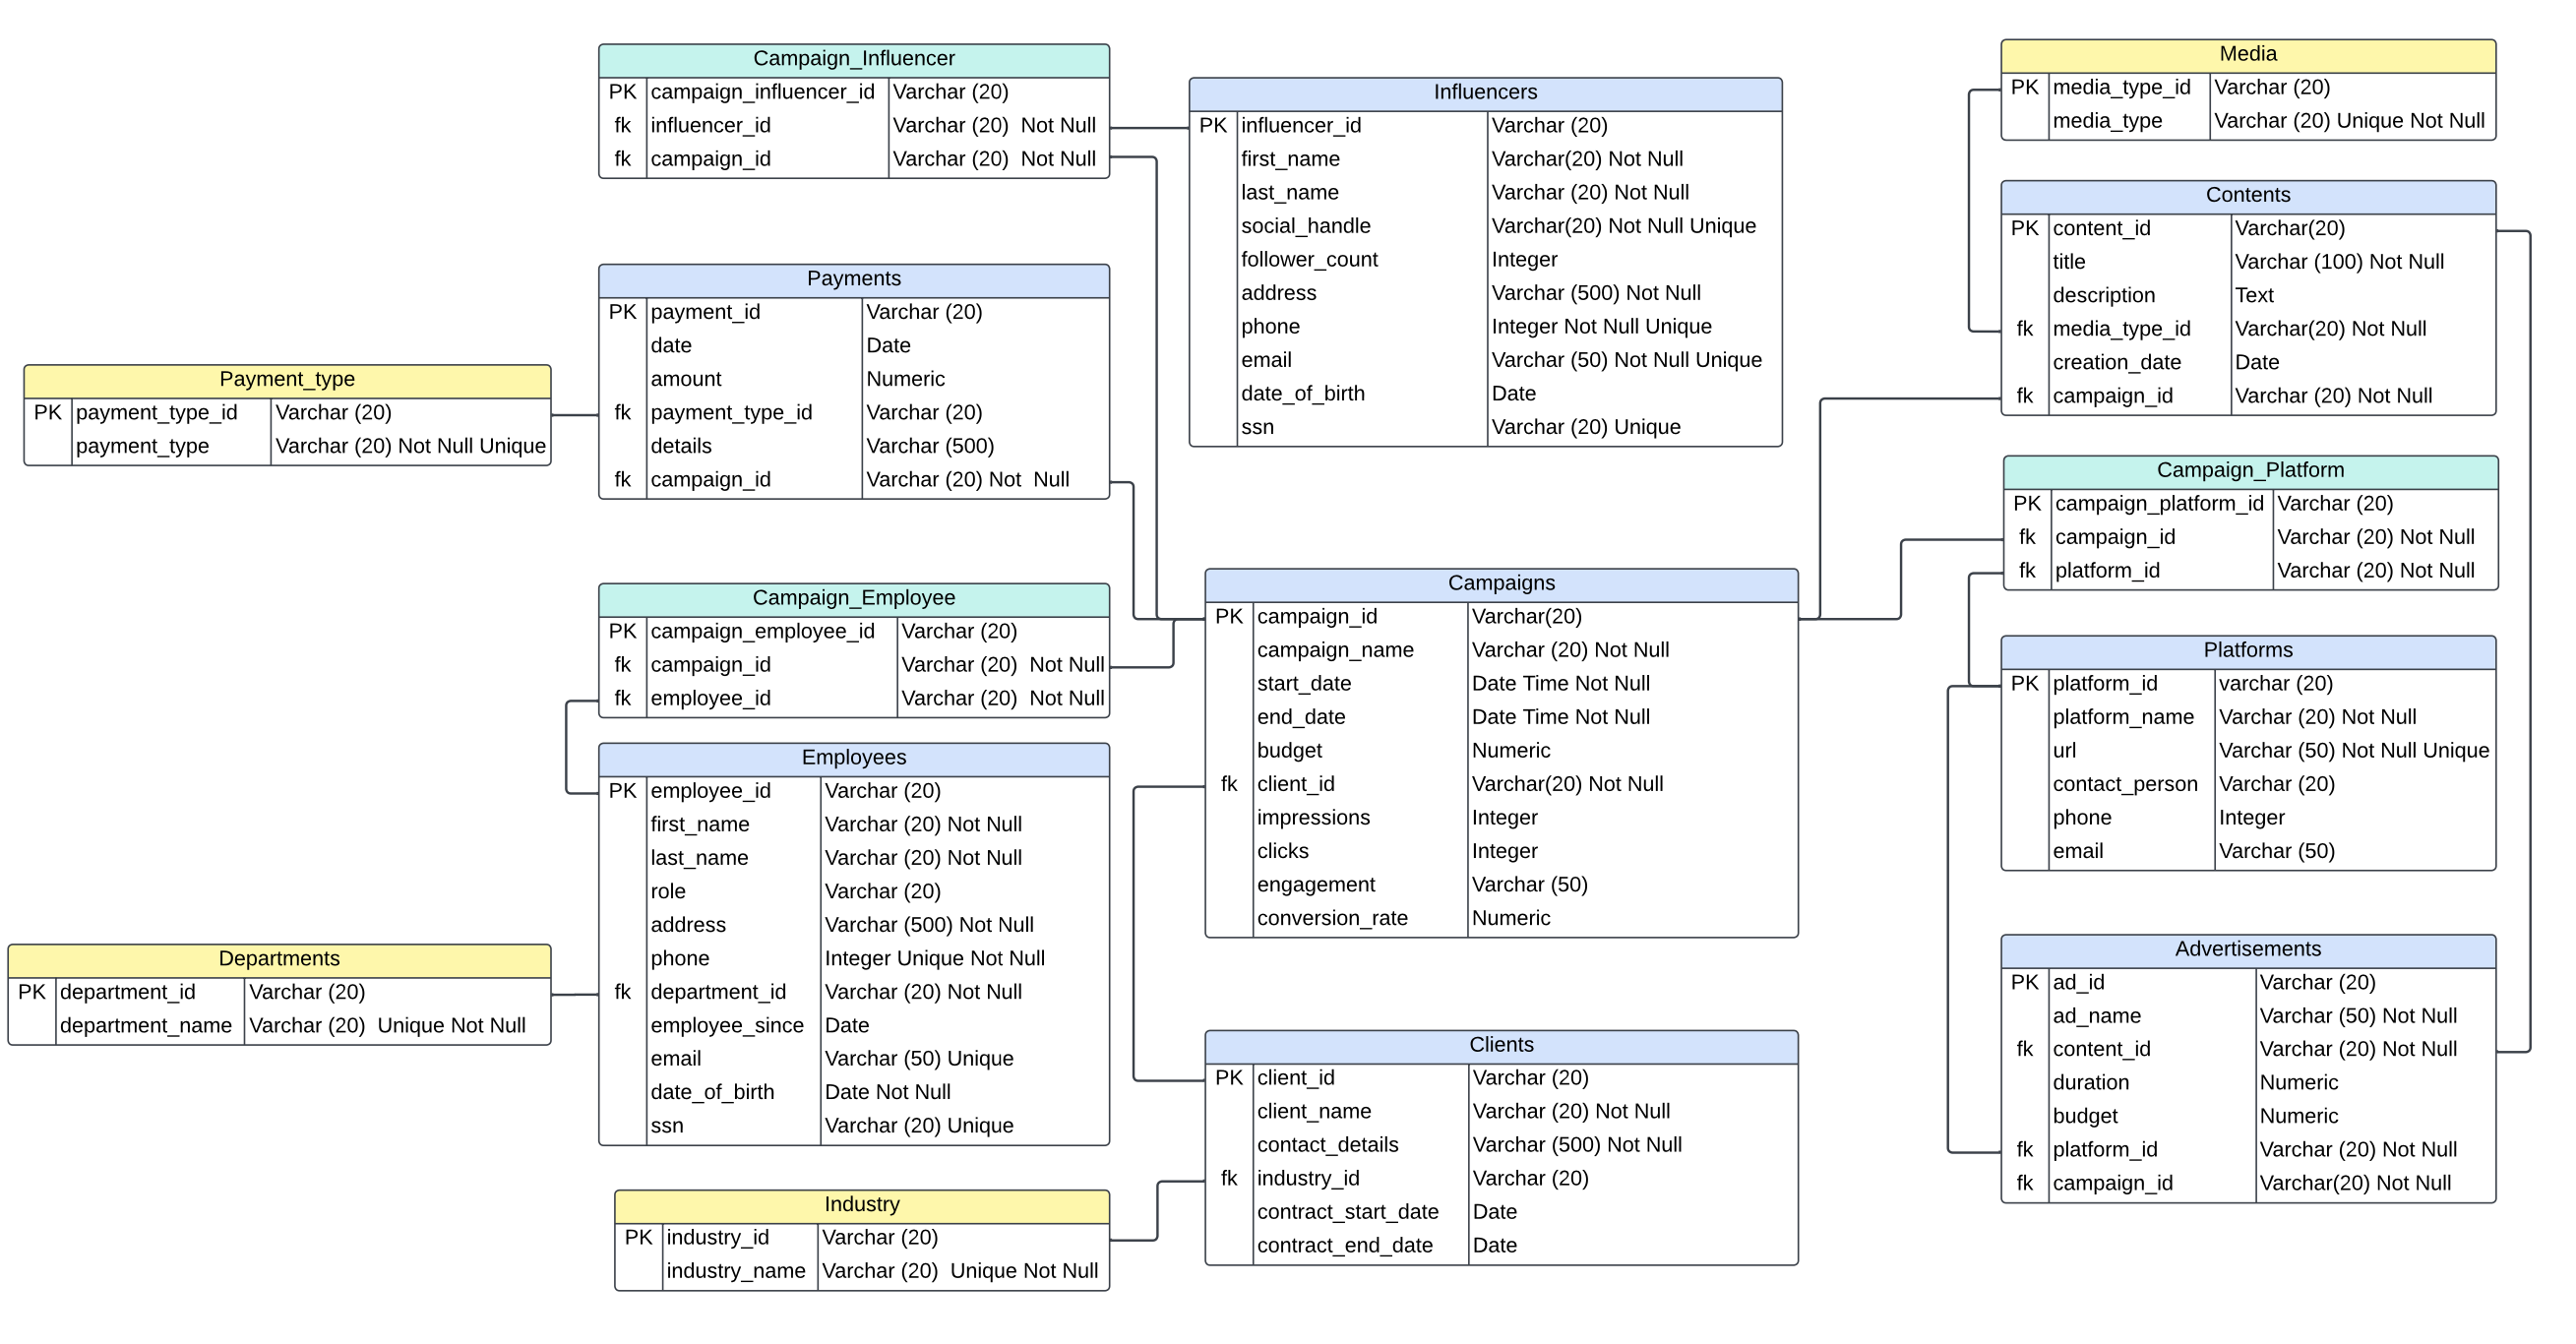 Campaign_Influencer
PK campaign_influencer_id Varchar (20)
fk influencer_id Varchar (20)  Not Null
fk campaign_id Varchar (20)  Not Null
Payments
PK payment_id Varchar (20)
date Date
amount Numeric
fk payment_type_id Varchar (20)
details Varchar (500)
fk campaign_id Varchar (20) Not  Null
Payment_type
PK payment_type_id Varchar (20)
payment_type Varchar (20) Not Null Unique
Campaign_Employee
PK campaign_employee_id Varchar (20)
fk campaign_id Varchar (20)  Not Null
fk employee_id Varchar (20)  Not Null
Employees
PK employee_id Varchar (20)
first_name Varchar (20) Not Null
last_name Varchar (20) Not Null
role Varchar (20)
address Varchar (500) Not Null
phone Integer Unique Not Null
fk department_id Varchar (20) Not Null
employee_since Date
email Varchar (50) Unique
date_of_birth Date Not Null
ssn Varchar (20) Unique
Departments
PK department_id Varchar (20)
department_name Varchar (20)  Unique Not Null
Industry
PK industry_id Varchar (20)
industry_name Varchar (20)  Unique Not Null
Influencers
PK influencer_id Varchar (20)
first_name Varchar(20) Not Null
last_name Varchar (20) Not Null
social_handle Varchar(20) Not Null Unique
follower_count Integer
address Varchar (500) Not Null
phone Integer Not Null Unique
email Varchar (50) Not Null Unique
date_of_birth Date
ssn Varchar (20) Unique
Campaigns
PK campaign_id Varchar(20)
campaign_name Varchar (20) Not Null
start_date Date Time Not Null
end_date Date Time Not Null
budget Numeric
fk client_id Varchar(20) Not Null
impressions Integer
clicks Integer
engagement Varchar (50)
conversion_rate Numeric
Clients
PK client_id Varchar (20)
client_name Varchar (20) Not Null
contact_details Varchar (500) Not Null
fk industry_id Varchar (20)
contract_start_date Date
contract_end_date Date
Media
PK media_type_id Varchar (20)
media_type Varchar (20) Unique Not Null
Contents
PK content_id Varchar(20)
title Varchar (100) Not Null
description Text
fk media_type_id Varchar(20) Not Null
creation_date Date
fk campaign_id Varchar (20) Not Null
Campaign_Platform
PK campaign_platform_id Varchar (20)
fk campaign_id Varchar (20) Not Null
fk platform_id Varchar (20) Not Null
Platforms
PK platform_id varchar (20)
platform_name Varchar (20) Not Null
url Varchar (50) Not Null Unique
contact_person Varchar (20)
phone Integer
email Varchar (50)
Advertisements
PK ad_id Varchar (20)
ad_name Varchar (50) Not Null
fk content_id Varchar (20) Not Null
duration Numeric
budget Numeric
fk platform_id Varchar (20) Not Null
fk campaign_id Varchar(20) Not Null